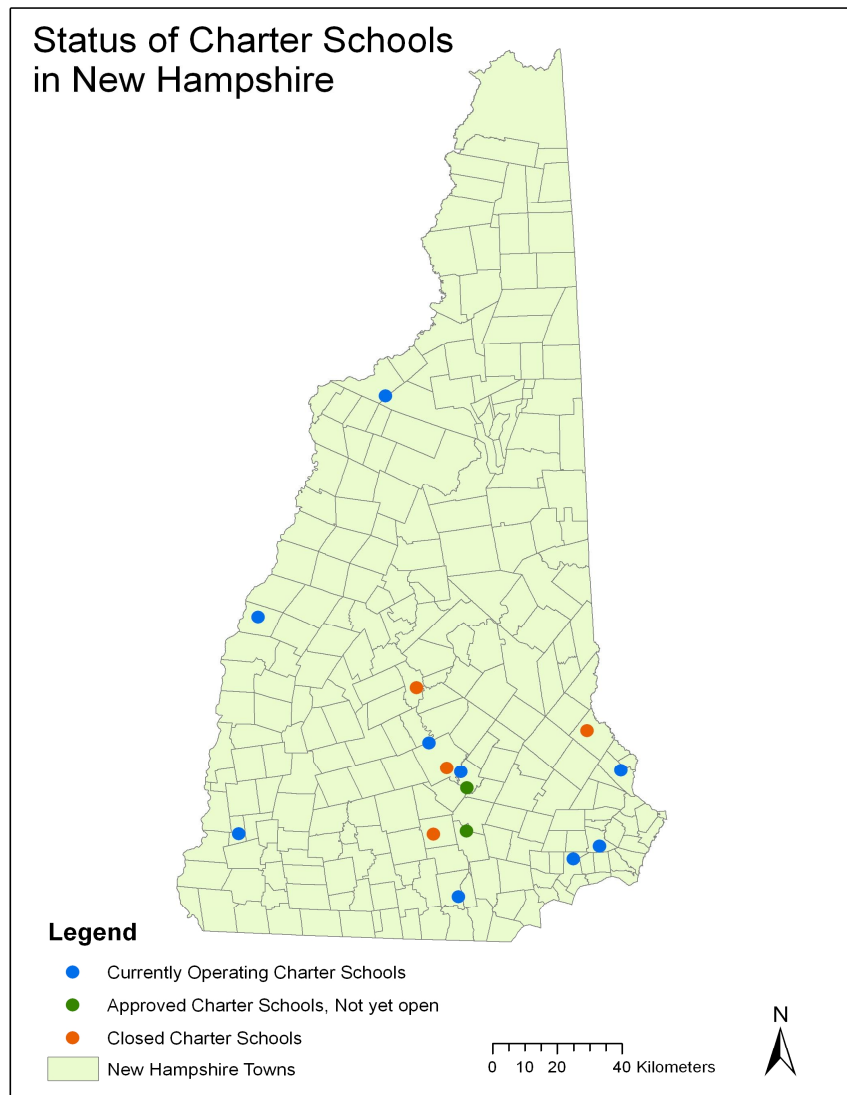 Status of Charter Schools
in New Hampshire
Legend
Currently Operating Charter Schools
Approved Charter Schools, Not yet open
Closed Charter Schools
New Hampshire Towns
0 10 20 40 Kilometers
N